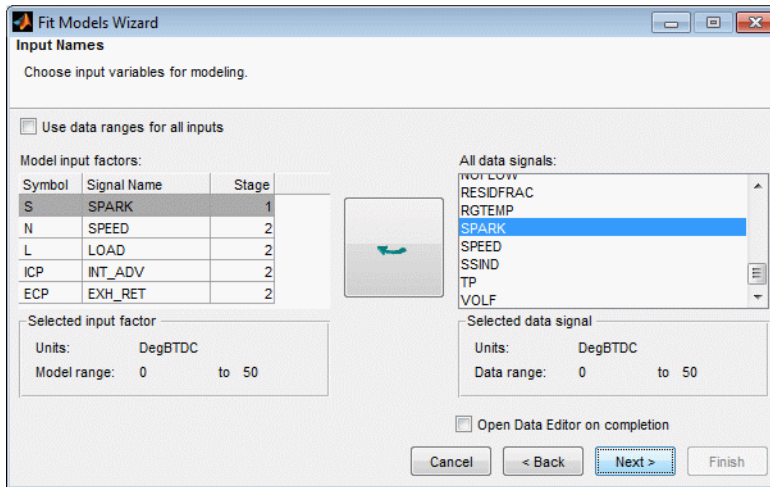 Fit Models Wizard
Input Names
Choose input variables for modeling.
Use data ranges for all inputs
Model input factors:
Symbol Signal Name Stage
S SPARK 1
N SPEED 2
L LOAD 2
ICP INT_ADV 2
ECP EXH_RET 2
Selected input factor
Units: DegBTDC
Model range: 0 to 50
All data signals:
RESIDFRAC
RGTEMP
SPARK
SPEED
SSIND
TP
VOLF
Selected data signal
Units: DegBTDC
Data range: 0 to 50
Open Data Editor on completion
Cancel < Back Next > Finish